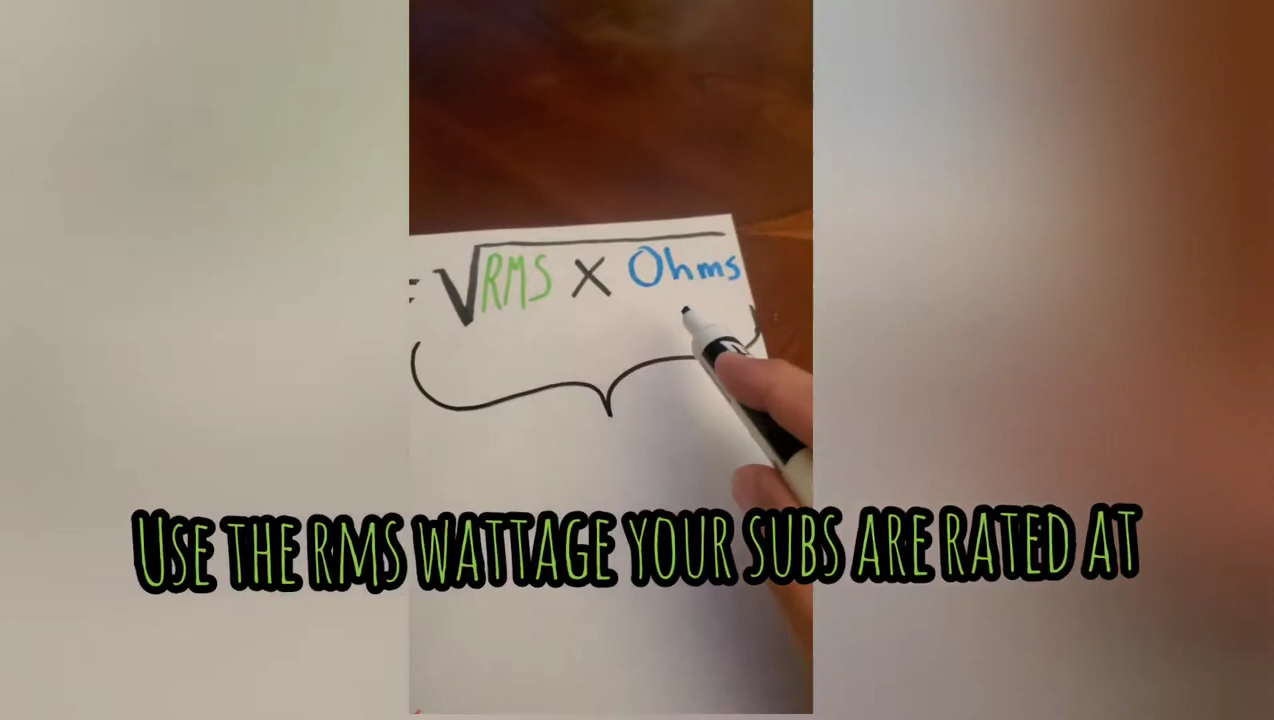 = √RMS X Ohms
Use the rms wattage your subs are rated at